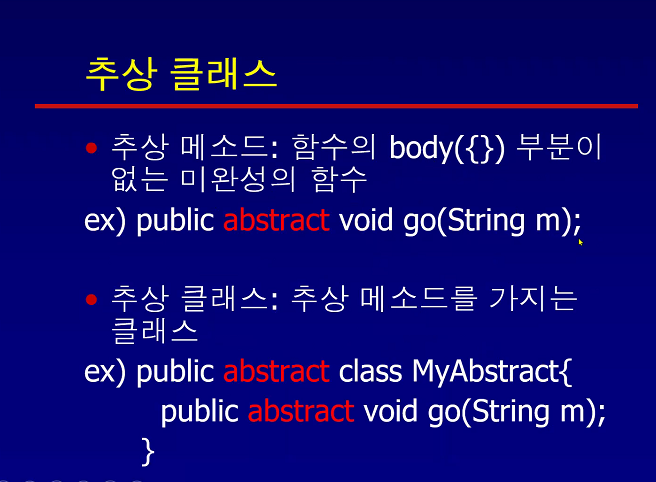 추상 클래스
• 추상 메소드: 함수의 body({}) 부분이
없는 미완성의 함수
ex) public abstract void go(String m);
• 추상 클래스: 추상 메소드를 가지는
클래스
ex) public abstract class MyAbstract{
public abstract void go(String m);
}